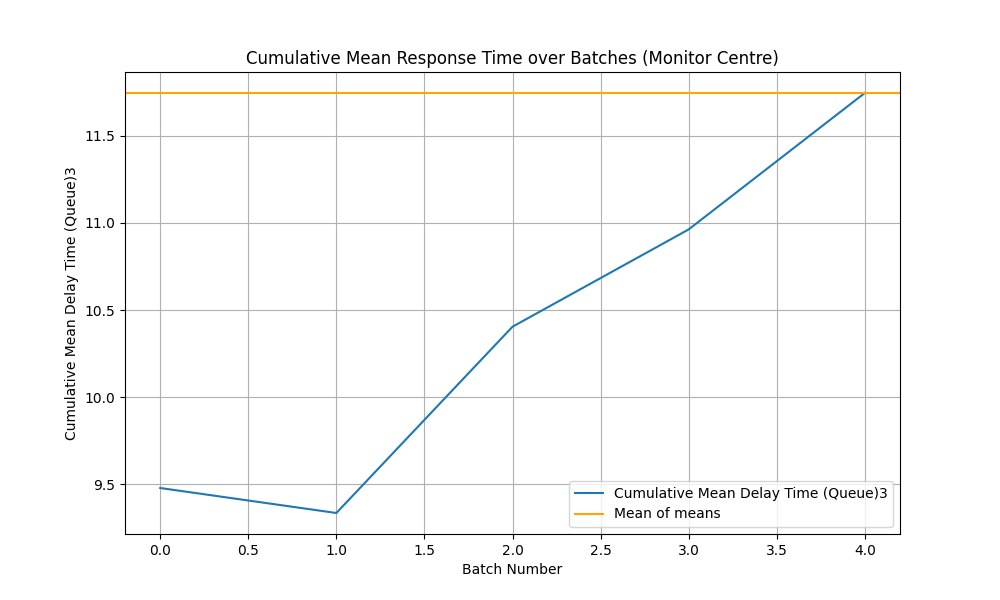 Cumulative Mean Response Time over Batches (Monitor Centre)
Cumulative Mean Delay Time (Queue)3
11.5
11.0
10.5
10.0
9.5
Cumulative Mean Delay Time (Queue)3
Mean of means
0.0 0.5 1.0 1.5 2.0 2.5 3.0 3.5 4.0
Batch Number